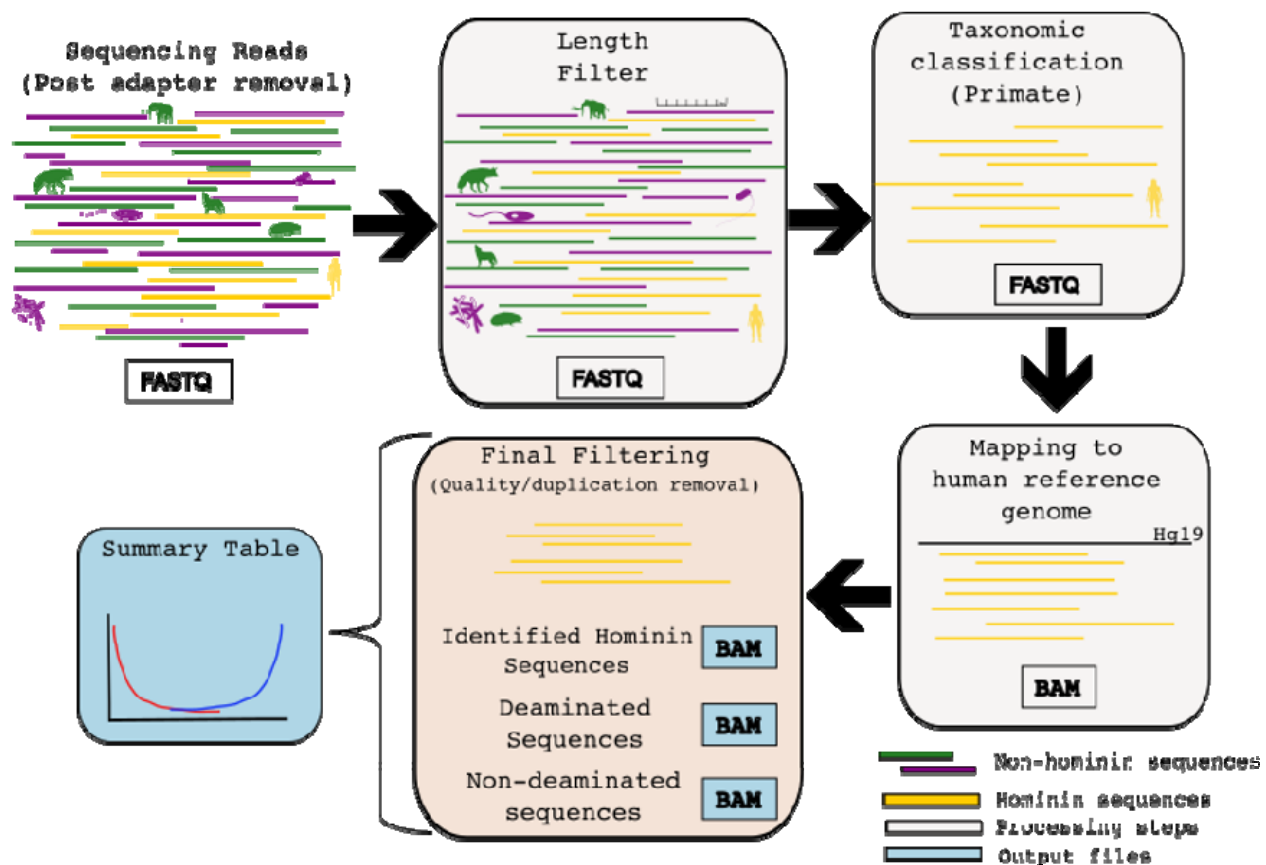 Sequencing Reads
(Post adapter removal)
FASTQ
Length
Filter
FASTQ
Taxonomic
classification
(Primate)
FASTQ
Mapping to
human reference
genome
Hg19
BAM
Final Filtering
(Quality/duplication removal)
Identified Hominin
Sequences
BAM
Deaminated
Sequences
BAM
Non-deaminated
sequences
BAM
Summary Table
Non-hominin sequences
Hominin sequences
Processing steps
Output files